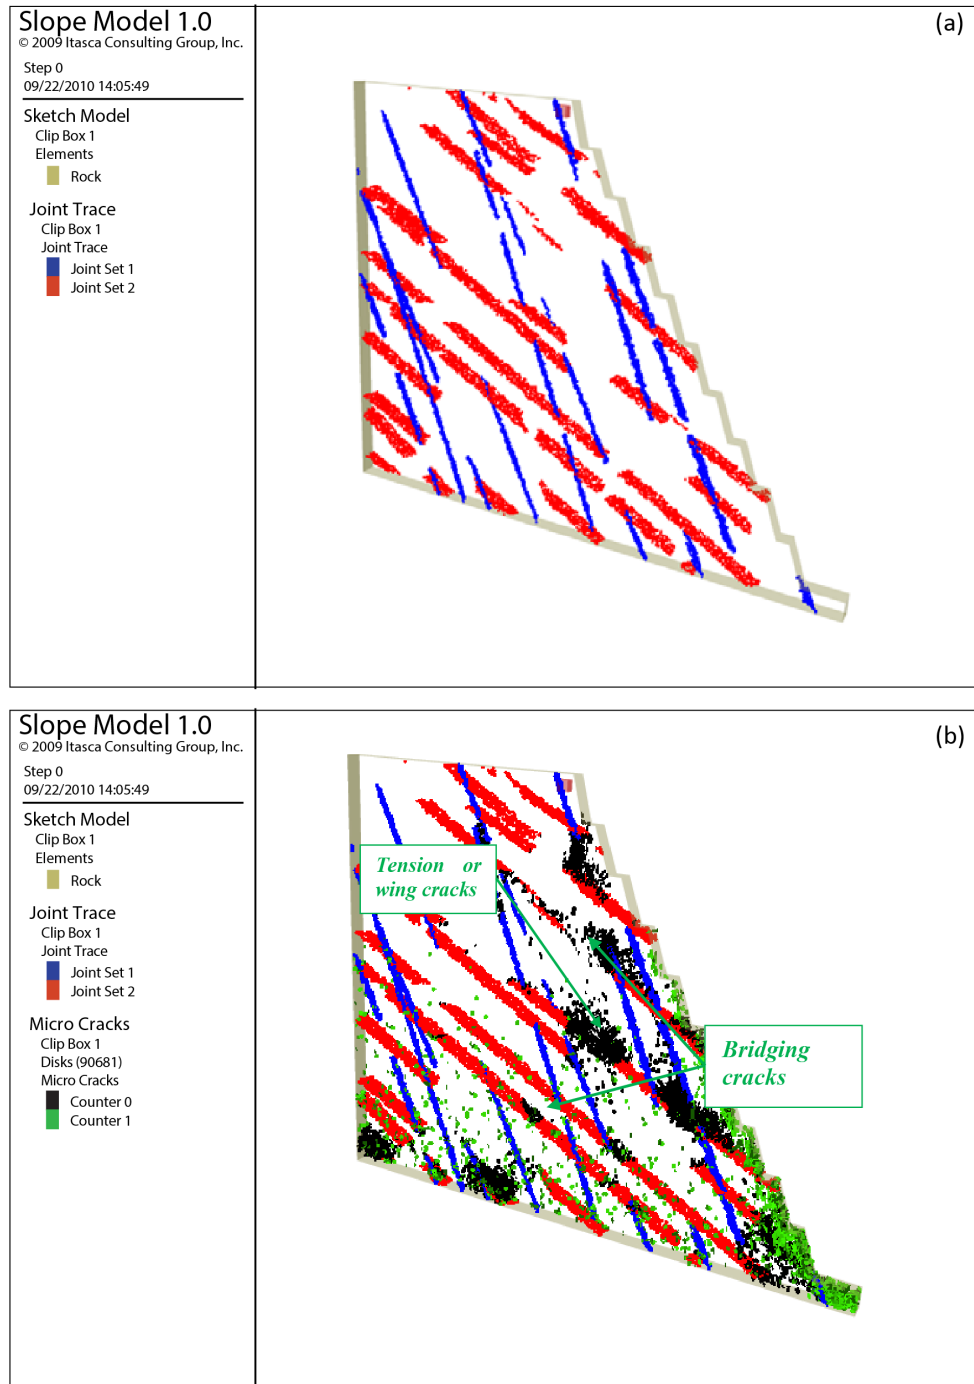 Slope Model 1.0
© 2009 Itasca Consulting Group, Inc.
Step 0
09/22/2010 14:05:49
Sketch Model
Clip Box 1
Elements
Rock
Joint Trace
Clip Box 1
Joint Trace
Joint Set 1
Joint Set 2
(a)
Slope Model 1.0
© 2009 Itasca Consulting Group, Inc.
Step 0
09/22/2010 14:05:49
Sketch Model
Clip Box 1
Elements
Rock
Joint Trace
Clip Box 1
Joint Trace
Joint Set 1
Joint Set 2
Micro Cracks
Clip Box 1
Disks (90681)
Micro Cracks
Counter 0
Counter 1
(b)
Tension or
wing cracks
Bridging
cracks